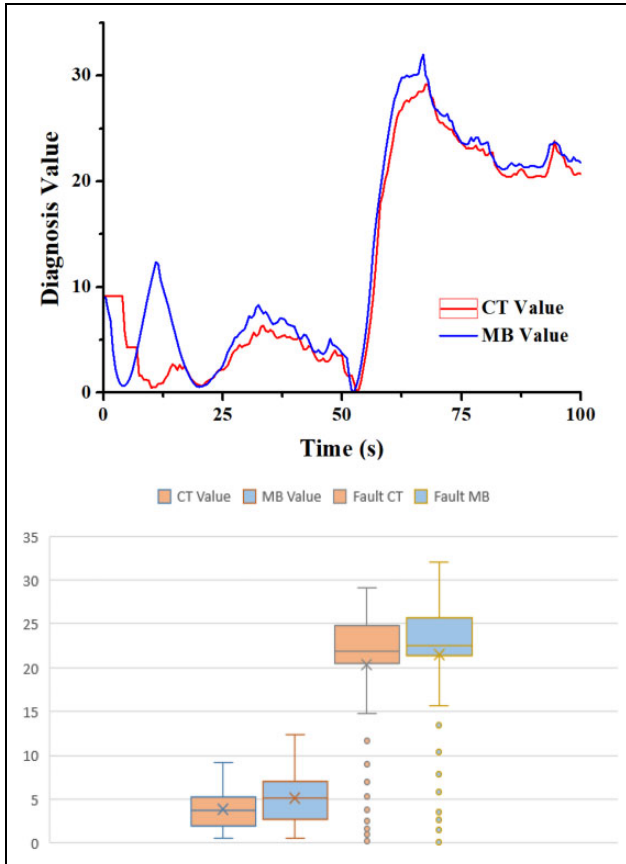 Diagnosis Value
30
20
10
0
CT Value
MB Value
0 25 50 75 100
Time (s)
CT Value MB Value Fault CT Fault MB
35
30
25
20
15
10
5
0